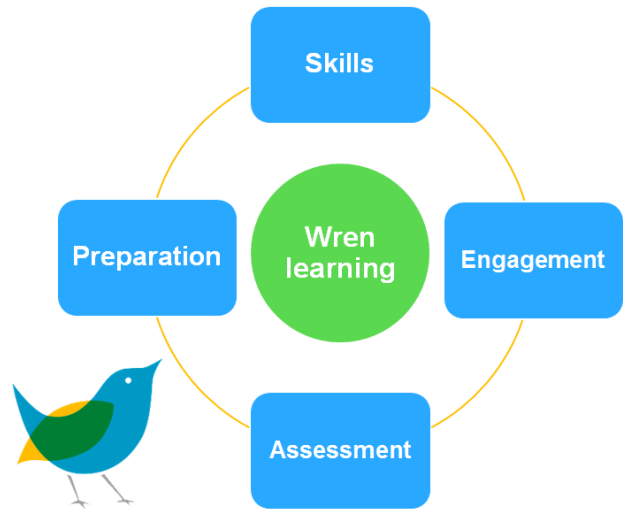 Skills
Preparation
Wren
learning
Engagement
Assessment